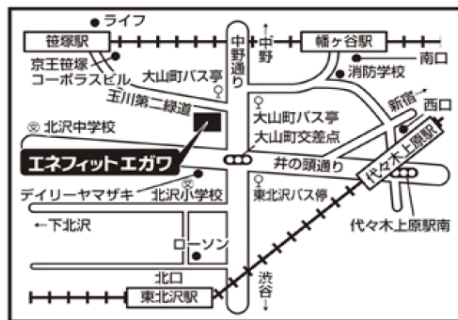 ライフ
笹塚駅
京王笹塚
コーポラスビル
大山町バス亭
玉川第二緑道
中野通り
↑中野
幡ヶ谷駅
南口
消防学校
新宿→
西口
文 北沢中学校
大山町バス亭
大山町交差点
エネフィットエガワ
井の頭通り
代々木上原駅
デイリーヤマザキ
文
北沢小学校
東北沢バス停
代々木上原駅南
←下北沢
ローソン
北口
東北沢駅
渋谷→